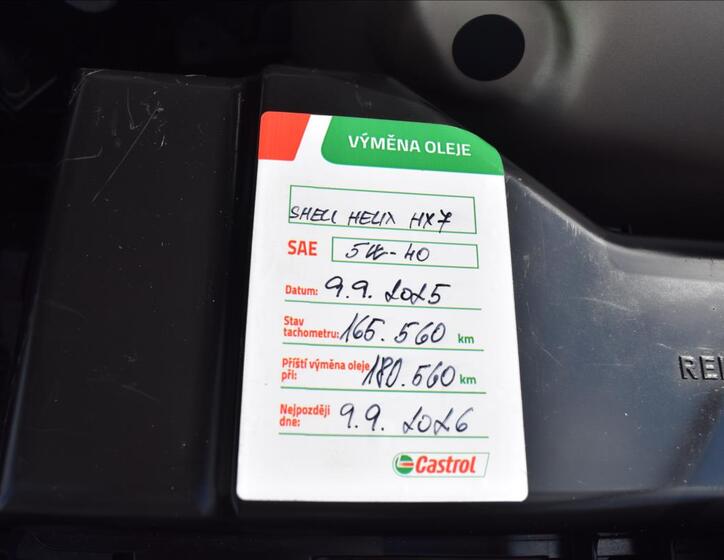 VÝMĚNA OLEJE
SHELL HELIX HX7
SAE 5W-40
Datum: 9.9. 2025
Stav
tachometru: 165.560 km
Příští výměna oleje
při: 180.560 km
Nejpozději
dne: 9.9. 2026
Castrol